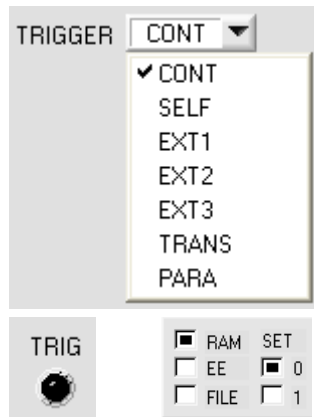 TRIGGER CONT
CONT
SELF
EXT1
EXT2
EXT3
TRANS
PARA
TRIG
RAM SET
EE 0
FILE 1